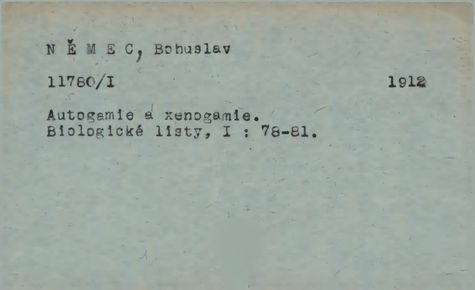 N Ě M E C, Bohuslav
11780/I 1912
Autogamie a xenogamie.
Biologické listy, I : 78-81.